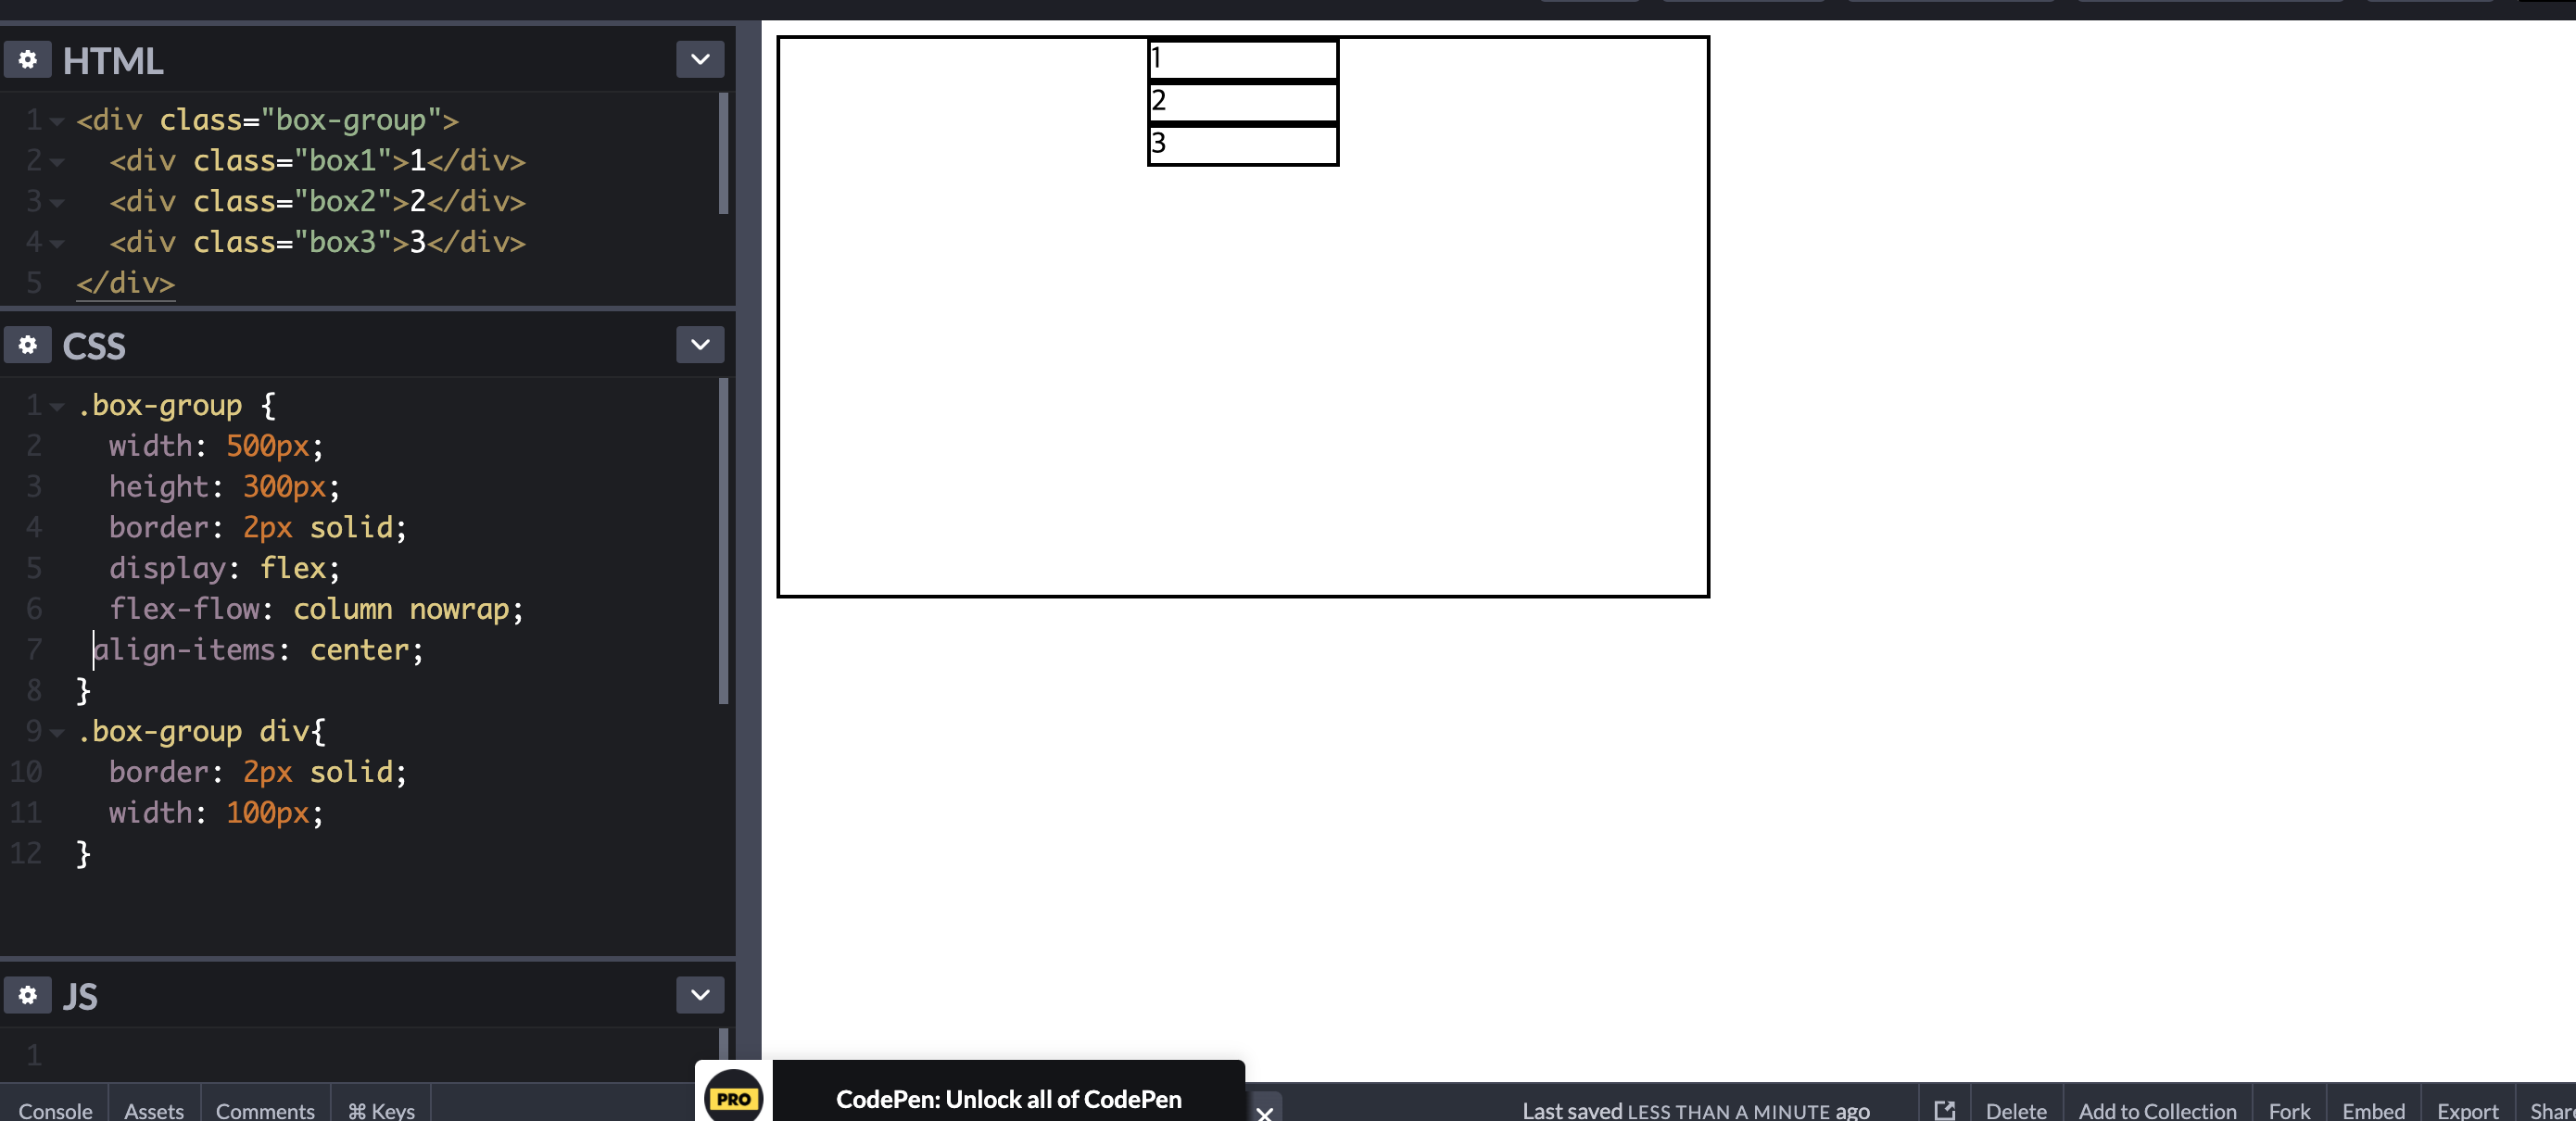 HTML
1 <div class="box-group">
2 <div class="box1">1</div>
3 <div class="box2">2</div>
4 <div class="box3">3</div>
5 </div>
CSS
1 .box-group {
2 width: 500px;
3 height: 300px;
4 border: 2px solid;
5 display: flex;
6 flex-flow: column nowrap;
7 align-items: center;
8 }
9 .box-group div{
10 border: 2px solid;
11 width: 100px;
12 }
JS
1
1
2
3
PRO
CodePen: Unlock all of CodePen
Console Assets Comments ⌘ Keys
Last saved LESS THAN A MINUTE ago
Delete Add to Collection Fork Embed Export